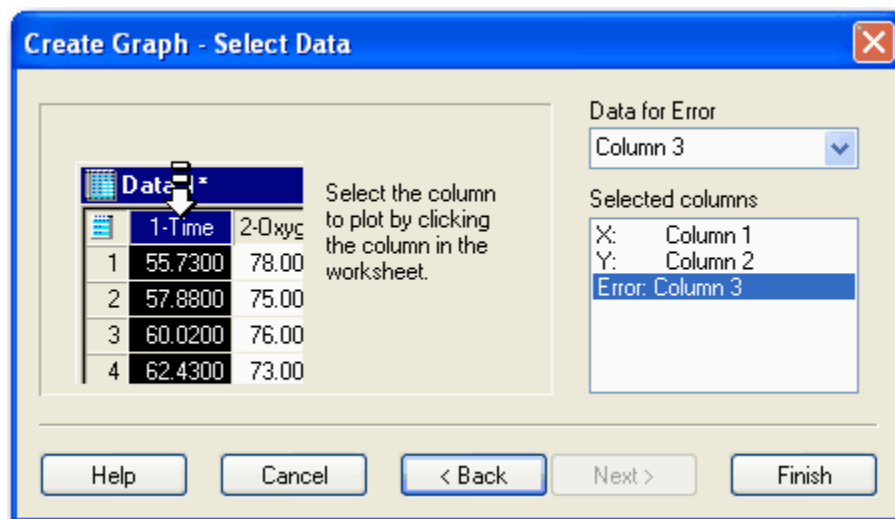 Create Graph - Select Data
Data for Error
Column 3
Data 1*
1-Time 2-Oxyg
1 55.7300 78.00
2 57.8800 75.00
3 60.0200 76.00
4 62.4300 73.00
Select the column
to plot by clicking
the column in the
worksheet.
Selected columns
X: Column 1
Y: Column 2
Error: Column 3
Help Cancel < Back Next > Finish